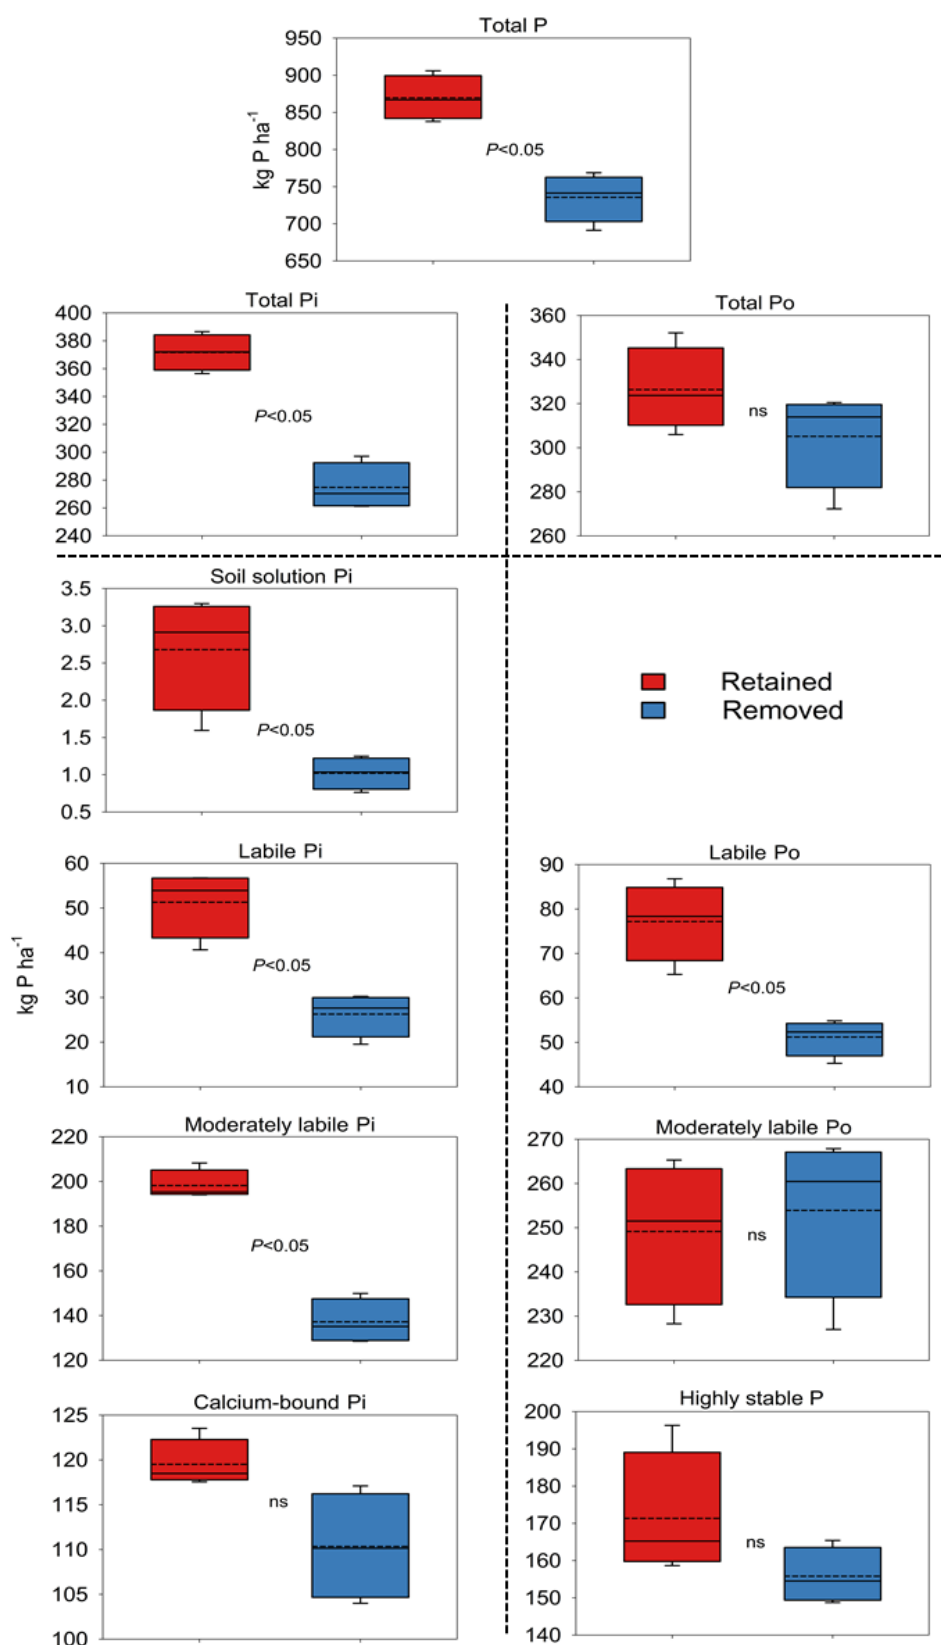 Total P
950
900
850
800
750
700
650
kg P ha⁻¹
P<0.05
Total Pi
400
380
360
340
320
300
280
260
240
P<0.05
Total Po
360
340
320
300
280
260
ns
Soil solution Pi
3.5
3.0
2.5
2.0
1.5
1.0
0.5
P<0.05
Retained
Removed
Labile Pi
60
50
40
30
20
10
kg P ha⁻¹
P<0.05
Labile Po
90
80
70
60
50
40
P<0.05
Moderately labile Pi
220
200
180
160
140
120
P<0.05
Moderately labile Po
270
260
250
240
230
220
ns
Calcium-bound Pi
125
120
115
110
105
100
ns
Highly stable P
200
190
180
170
160
150
140
ns